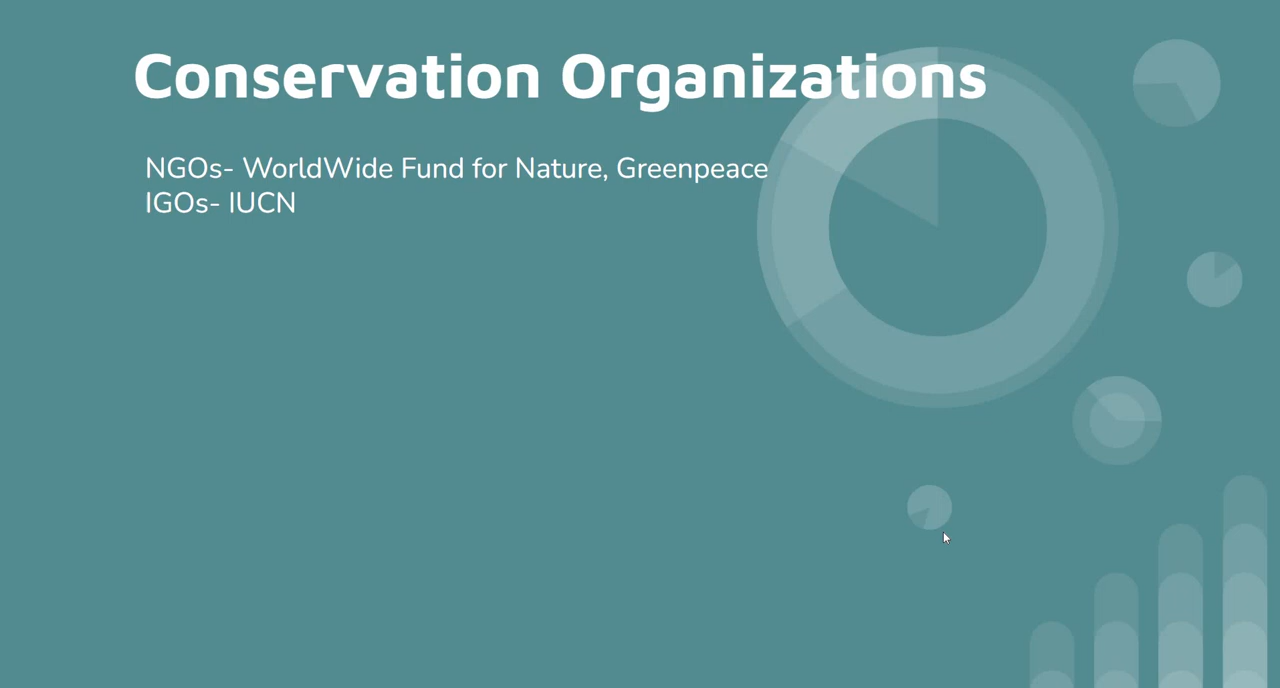 Conservation Organizations
NGOs- WorldWide Fund for Nature, Greenpeace
IGOs- IUCN